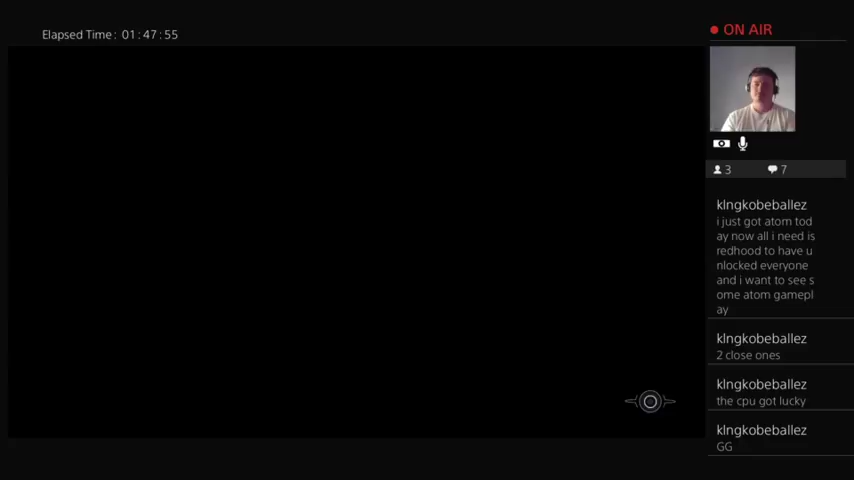 Elapsed Time: 01:47:55
ON AIR
3 7
klngkobeballez
i just got atom tod
ay now all i need is
redhood to have u
nlocked everyone
and i want to see s
ome atom gamepl
ay
klngkobeballez
2 close ones
klngkobeballez
the cpu got lucky
klngkobeballez
GG